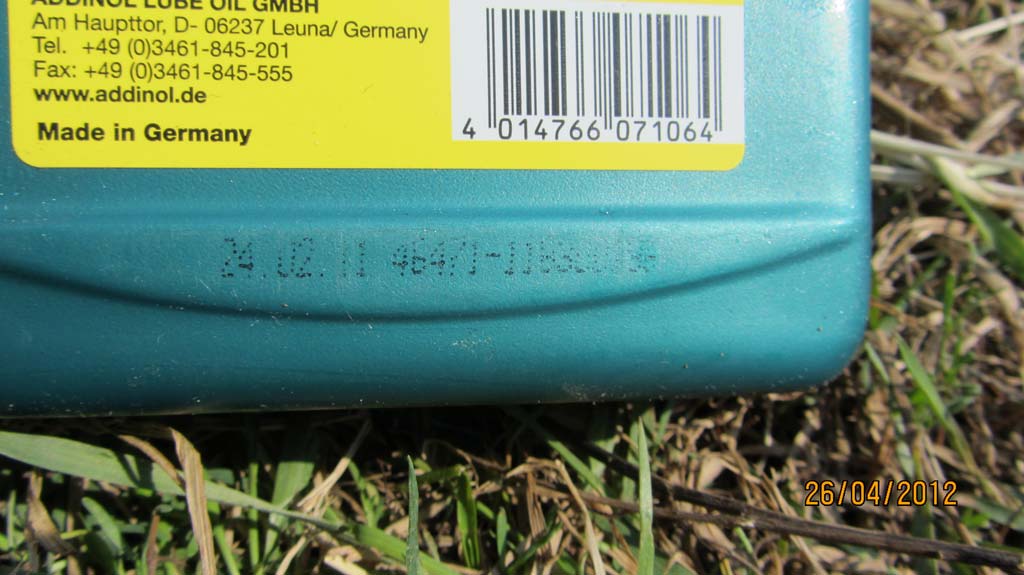 ADDINOL LUBE OIL GMBH
Am Haupttor, D- 06237 Leuna/ Germany
Tel. +49 (0)3461-845-201
Fax: +49 (0)3461-845-555
www.addinol.de
Made in Germany
4 014766 071064
24.02.11
26/04/2012